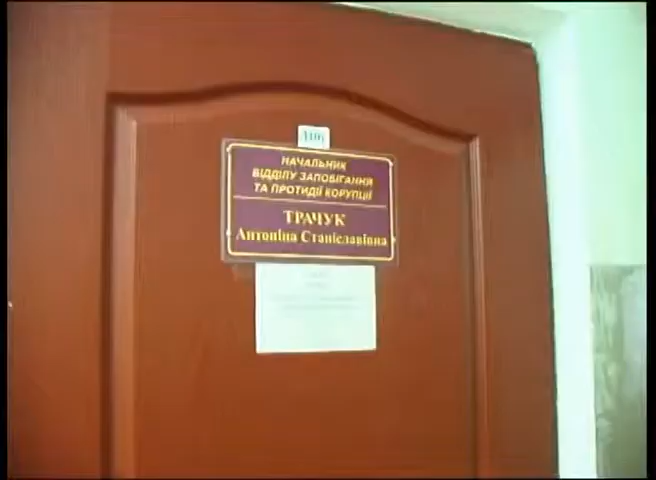 НАЧАЛЬНИК
ВІДДІЛУ ЗАПОБІГАННЯ
ТА ПРОТИДІЇ КОРУПЦІЇ
ТРАЧУК
Антоніна Станіславівна